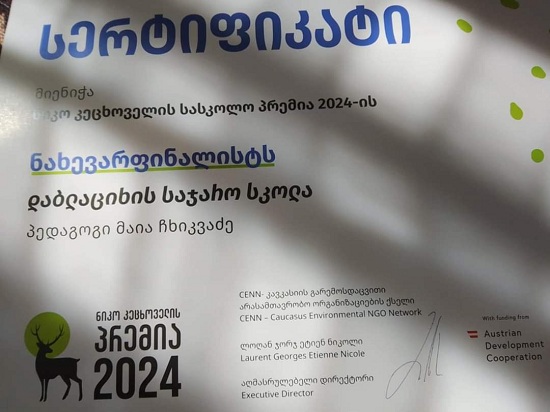 სერტიფიკატი
მიენიჭა
ნიკო კეცხოველის სასკოლო პრემია 2024-ის
ნახევარფინალისტს
დაბლაციხის საჯარო სკოლა
პედაგოგი მაია ჩხიკვაძე
CENN- კავკასიის გარემოსდაცვითი
არასამთავრობო ორგანიზაციების ქსელი
CENN – Caucasus Environmental NGO Network
ლორან ჟორჟ ეტიენ ნიკოლი
Laurent Georges Etienne Nicole
აღმასრულებელი დირექტორი
Executive Director
ნიკო კეცხოველის
პრემია
2024
With funding from
Austrian
Development
Cooperation